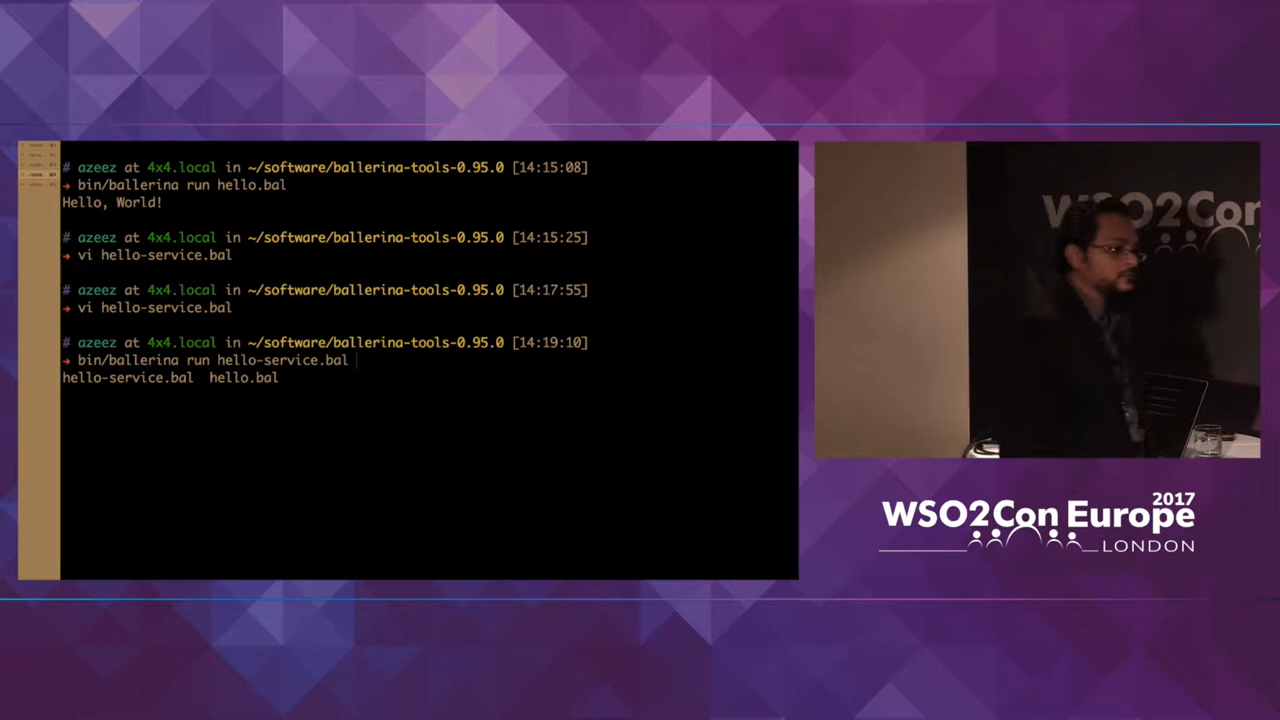 # azeez at 4x4.local in ~/software/ballerina-tools-0.95.0 [14:15:08]
➜ bin/ballerina run hello.bal
Hello, World!
# azeez at 4x4.local in ~/software/ballerina-tools-0.95.0 [14:15:25]
➜ vi hello-service.bal
# azeez at 4x4.local in ~/software/ballerina-tools-0.95.0 [14:17:55]
➜ vi hello-service.bal
# azeez at 4x4.local in ~/software/ballerina-tools-0.95.0 [14:19:10]
➜ bin/ballerina run hello-service.bal
hello-service.bal hello.bal
WSO2Con
2017
WSO2Con Europe
LONDON